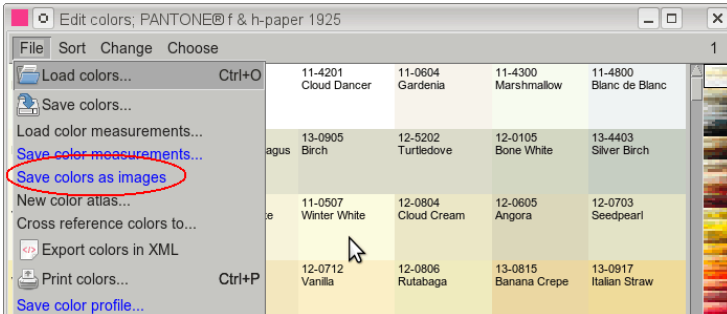 Edit colors; PANTONE® f & h-paper 1925
File Sort Change Choose 1
Load colors... Ctrl+O
Save colors...
Load color measurements...
Save color measurements...
Save colors as images
New color atlas...
Cross reference colors to...
Export colors in XML
Print colors... Ctrl+P
Save color profile...
11-4201 11-0604 11-4300 11-4800
Cloud Dancer Gardenia Marshmallow Blanc de Blanc
13-0905 12-5202 12-0105 13-4403
agus Birch Turtledove Bone White Silver Birch
11-0507 12-0804 12-0605 12-0703
te Winter White Cloud Cream Angora Seedpearl
12-0712 12-0806 13-0815 13-0917
Vanilla Rutabaga Banana Crepe Italian Straw